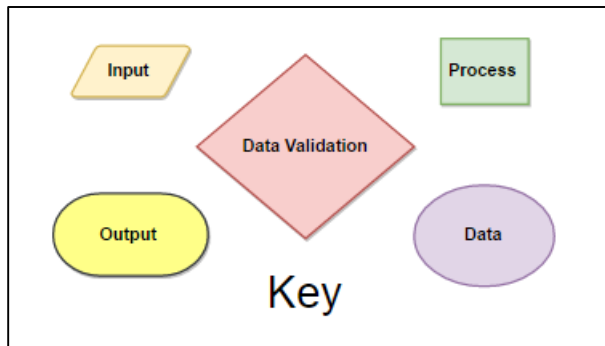 Input
Process
Data Validation
Output
Data
Key